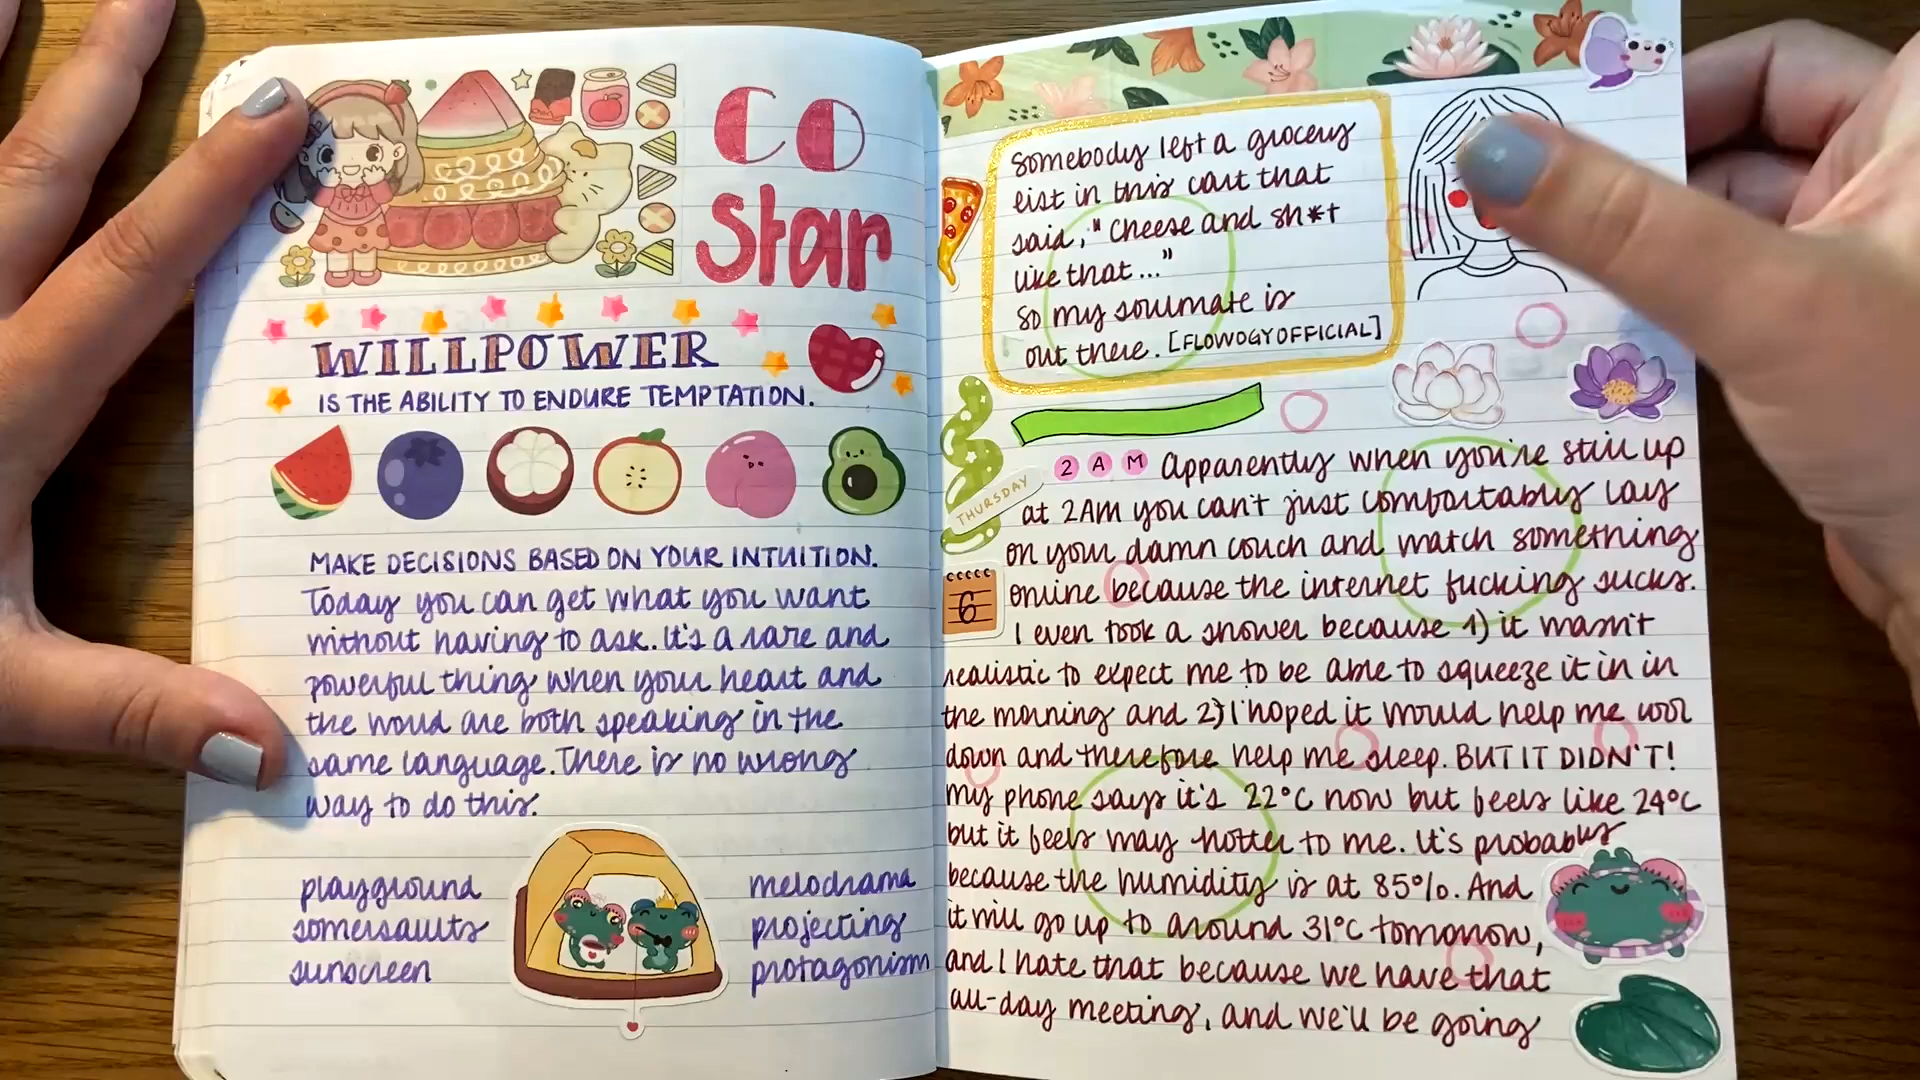 CO
Star
WILLPOWER
IS THE ABILITY TO ENDURE TEMPTATION.
MAKE DECISIONS BASED ON YOUR INTUITION.
Today you can get what you want
without having to ask. It's a rare and
powerful thing when your heart and
the world are both speaking in the
same language. There is no wrong
way to do this.
playground
somersaults
sunscreen
melodrama
projecting
protagonism
Somebody left a grocery
list in this cart that
said, "Cheese and sh*t
like that..."
So my soulmate is
out there. [FLOWOGYOFFICIAL]
THURSDAY
6
2 AM Apparently when you're still up
at 2AM you can't just comfortably lay
on your damn couch and watch something
online because the internet fucking sucks.
I even took a shower because 1) it wasn't
realistic to expect me to be able to squeeze it in in
the morning and 2) I hoped it would help me cool
down and therefore help me sleep. BUT IT DIDN'T!
My phone says it's 22°C now but feels like 24°C
but it feels way hotter to me. It's probably
because the humidity is at 85%. And
it will go up to around 31°C tomorrow,
and I hate that because we have that
all-day meeting, and we'll be going